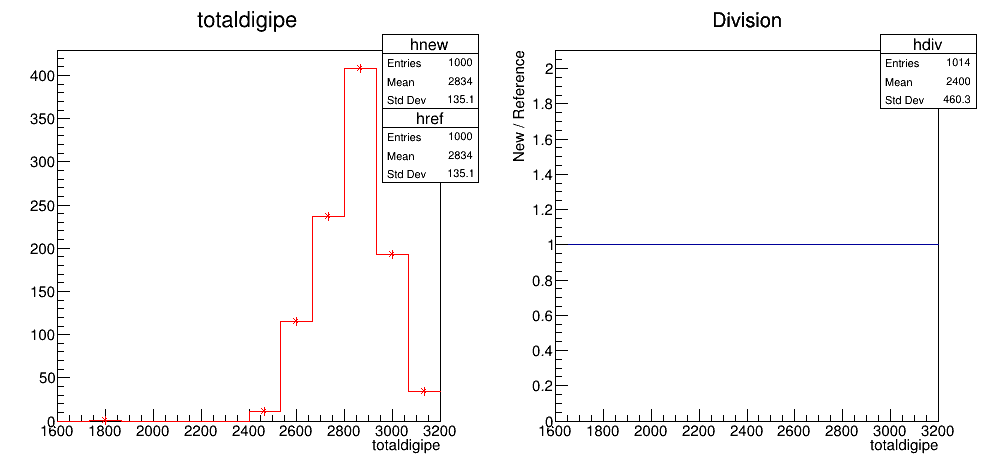 totaldigipe
hnew
Entries 1000
Mean 2834
Std Dev 135.1
href
Entries 1000
Mean 2834
Std Dev 135.1
400
350
300
250
200
150
100
50
0
1600 1800 2000 2200 2400 2600 2800 3000 3200
totaldigipe
Division
hdiv
Entries 1014
Mean 2400
Std Dev 460.3
New / Reference
2
1.8
1.6
1.4
1.2
1
0.8
0.6
0.4
0.2
0
1600 1800 2000 2200 2400 2600 2800 3000 3200
totaldigipe